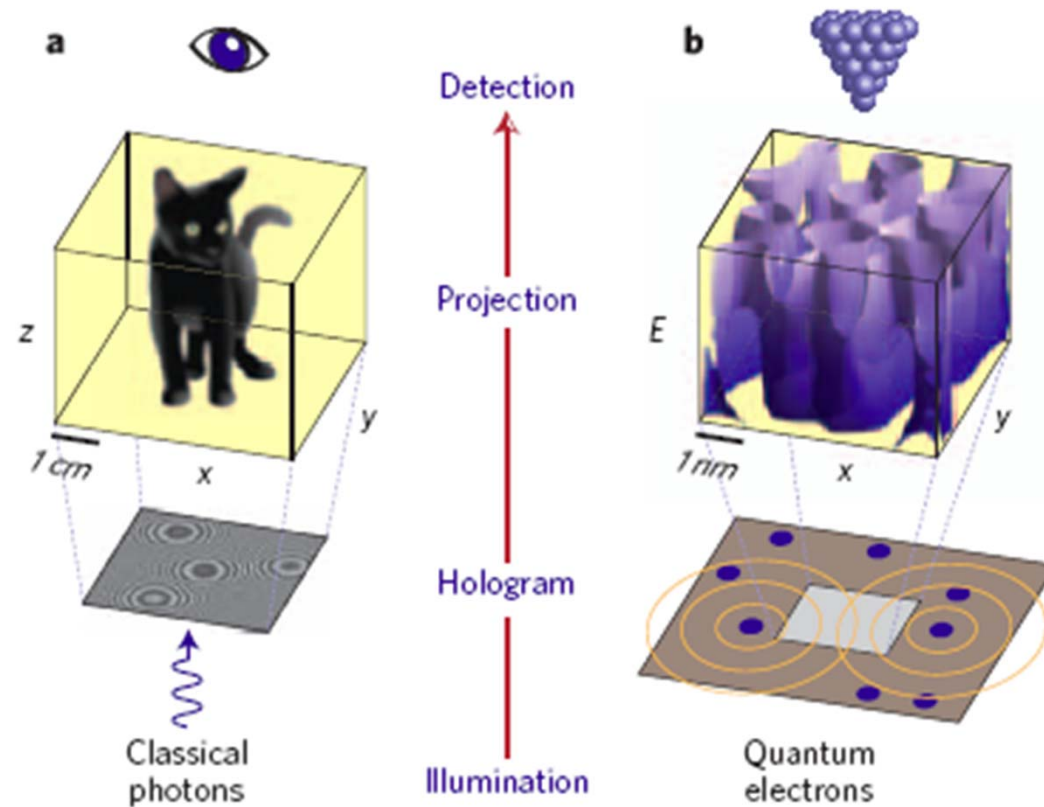 a
b
Detection
Projection
z
E
y
y
1 cm
x
1 nm
x
Hologram
Classical
photons
Illumination
Quantum
electrons